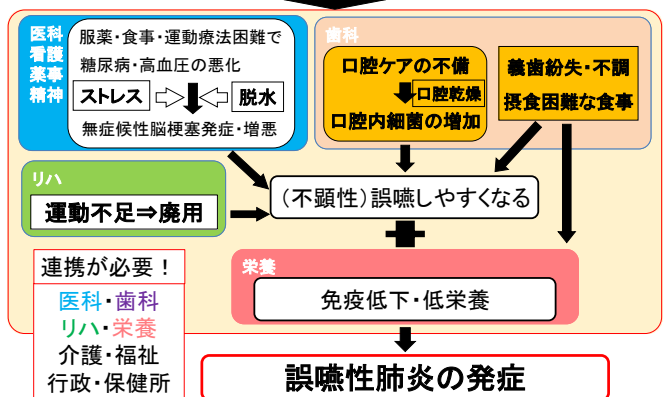 医科
看護
薬事
精神
服薬・食事・運動療法困難で
糖尿病・高血圧の悪化
ストレス
脱水
無症候性脳梗塞発症・増悪
歯科
口腔ケアの不備
口腔乾燥
口腔内細菌の増加
義歯紛失・不調
摂食困難な食事
リハ
運動不足⇒廃用
(不顕性)誤嚥しやすくなる
栄養
免疫低下・低栄養
連携が必要！
医科・歯科
リハ・栄養
介護・福祉
行政・保健所
誤嚥性肺炎の発症